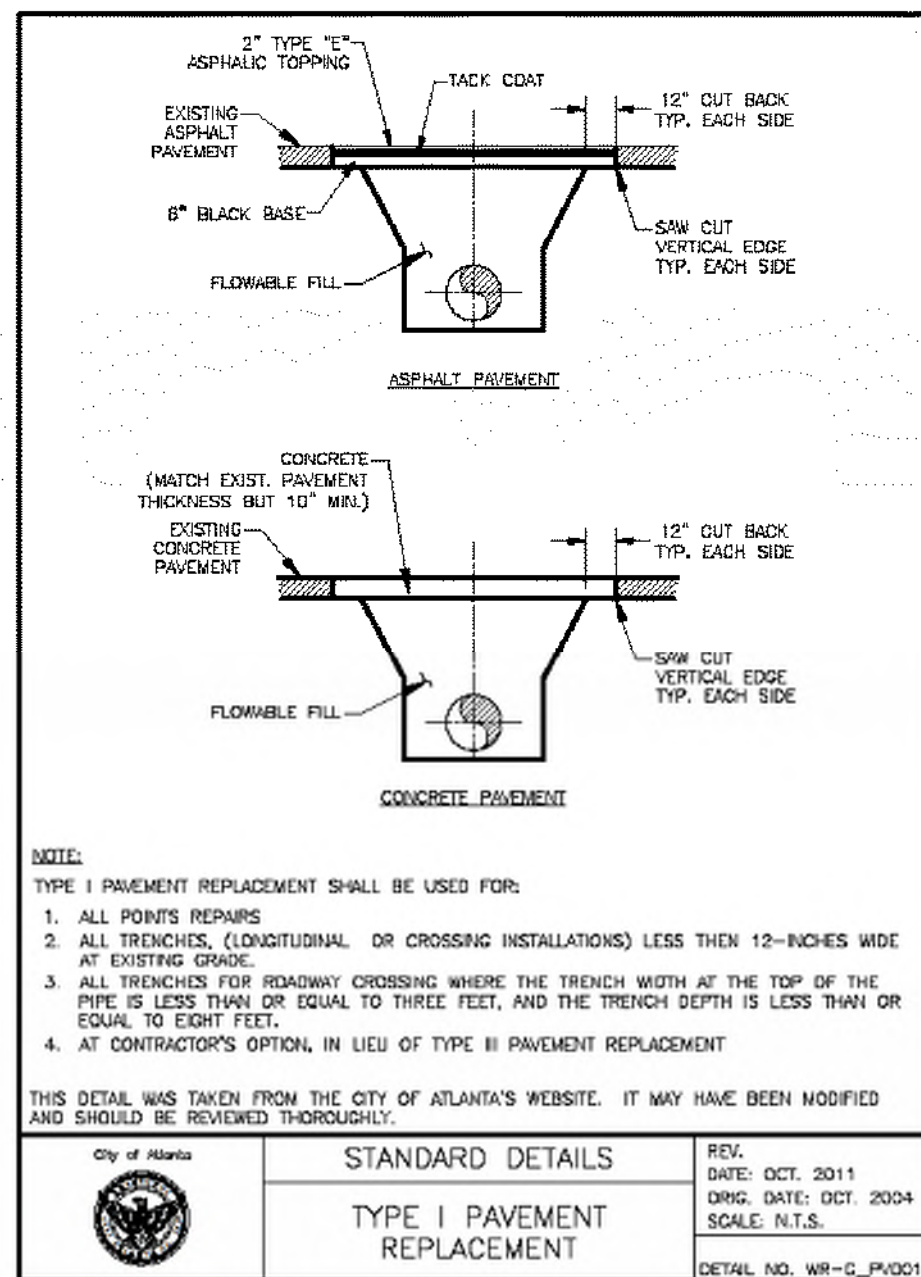 2" TYPE "E"
ASPHALIC TOPPING
TACK COAT
12" CUT BACK
TYP. EACH SIDE
EXISTING
ASPHALT
PAVEMENT
6" BLACK BASE
SAW CUT
VERTICAL EDGE
TYP. EACH SIDE
FLOWABLE FILL
ASPHALT PAVEMENT
CONCRETE
(MATCH EXIST. PAVEMENT
THICKNESS BUT 10" MIN.)
EXISTING
CONCRETE
PAVEMENT
12" CUT BACK
TYP. EACH SIDE
SAW CUT
VERTICAL EDGE
TYP. EACH SIDE
FLOWABLE FILL
CONCRETE PAVEMENT
NOTE:
TYPE I PAVEMENT REPLACEMENT SHALL BE USED FOR:
1. ALL POINTS REPAIRS
2. ALL TRENCHES, (LONGITUDINAL OR CROSSING INSTALLATIONS) LESS THEN 12-INCHES WIDE
AT EXISTING GRADE.
3. ALL TRENCHES FOR ROADWAY CROSSING WHERE THE TRENCH WIDTH AT THE TOP OF THE
PIPE IS LESS THAN OR EQUAL TO THREE FEET, AND THE TRENCH DEPTH IS LESS THAN OR
EQUAL TO EIGHT FEET.
4. AT CONTRACTOR'S OPTION, IN LIEU OF TYPE III PAVEMENT REPLACEMENT
THIS DETAIL WAS TAKEN FROM THE CITY OF ATLANTA'S WEBSITE. IT MAY HAVE BEEN MODIFIED
AND SHOULD BE REVIEWED THOROUGHLY.
City of Atlanta
STANDARD DETAILS
TYPE I PAVEMENT
REPLACEMENT
REV.
DATE: OCT. 2011
ORIG. DATE: OCT. 2004
SCALE: N.T.S.
DETAIL NO. WR-G_PV001